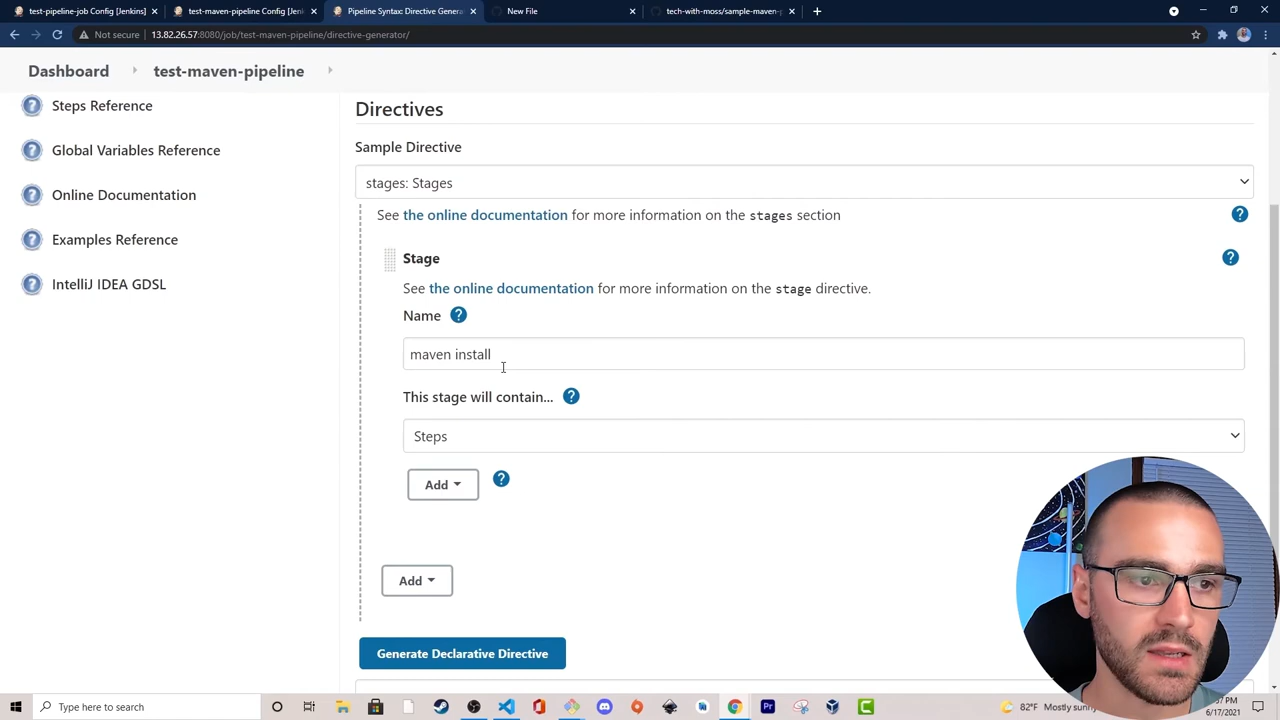 test-pipeline-job Config [Jenkins]
test-maven-pipeline Config [Jenk
Pipeline Syntax: Directive Genera
New File
tech-with-moss/sample-maven-
Not secure
13.82.26.57:8080/job/test-maven-pipeline/directive-generator/
Dashboard
test-maven-pipeline
Steps Reference
Global Variables Reference
Online Documentation
Examples Reference
IntelliJ IDEA GDSL
Directives
Sample Directive
stages: Stages
See the online documentation for more information on the stages section
Stage
See the online documentation for more information on the stage directive.
Name
maven install
This stage will contain...
Steps
Add
Add
Generate Declarative Directive
Type here to search
82°F Mostly sunny
7 PM
6/17/2021